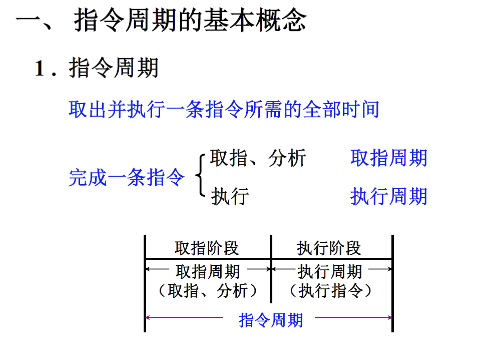 一、 指令周期的基本概念
1 . 指令周期
取出并执行一条指令所需的全部时间
完成一条指令
取指、分析 取指周期
执行 执行周期
取指阶段 执行阶段
取指周期 执行周期
（取指、分析） （执行指令）
指令周期